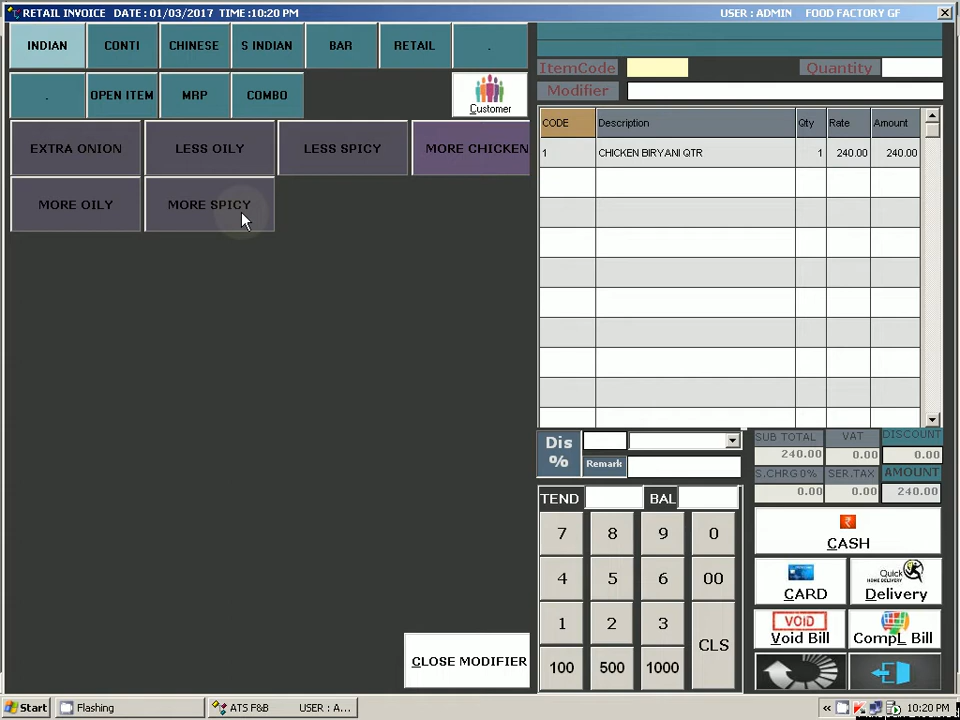 RETAIL INVOICE DATE : 01/03/2017 TIME :10:20 PM
USER : ADMIN FOOD FACTORY GF
INDIAN CONTI CHINESE S INDIAN BAR RETAIL .
. OPEN ITEM MRP COMBO
Customer
EXTRA ONION LESS OILY LESS SPICY MORE CHICKEN
MORE OILY MORE SPICY
CLOSE MODIFIER
ItemCode Quantity
Modifier
CODE Description Qty Rate Amount
1 CHICKEN BIRYANI QTR 1 240.00 240.00
Dis
%
Remark
SUB TOTAL VAT DISCOUNT
240.00 0.00 0.00
S.CHRG0% SER.TAX AMOUNT
0.00 0.00 240.00
TEND BAL
7 8 9 0
4 5 6 00
1 2 3 CLS
100 500 1000
CASH
CARD
Quick
HOME DELIVERY
Delivery
VOID
Void Bill
CompL Bill
Start Flashing ATS F&B USER : A...
« 10:20 PM